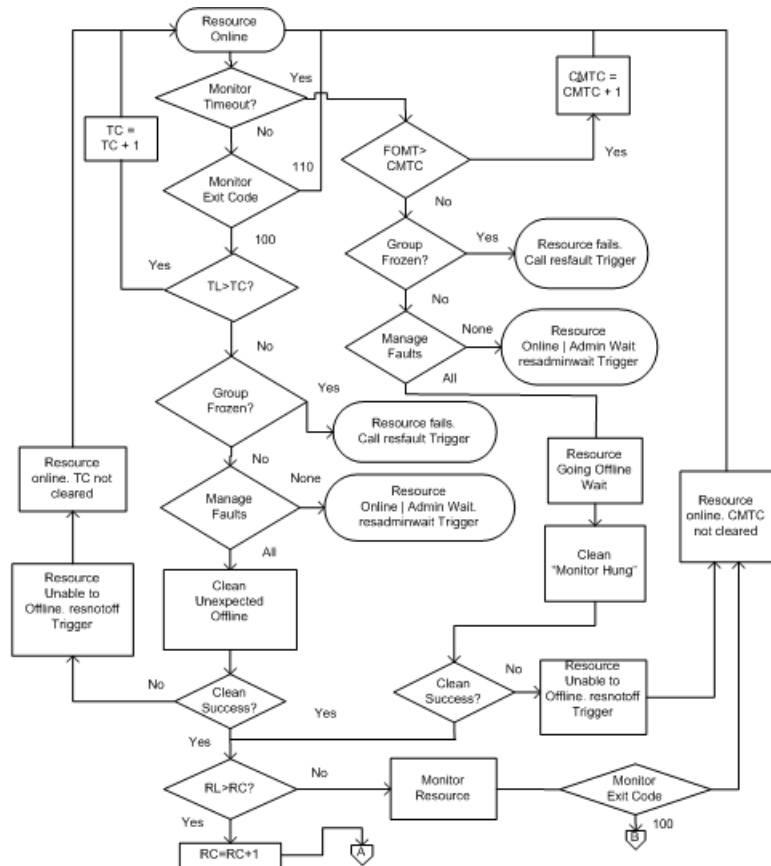 Resource
Online
Monitor
Timeout?
Yes
No
TC =
TC + 1
CMTC =
CMTC + 1
FOMT>
CMTC
Yes
No
Monitor
Exit Code
110
100
Yes
TL>TC?
No
Group
Frozen?
Yes
Resource fails.
Call resfault Trigger
No
Manage
Faults
None
Resource
Online | Admin Wait
resadminwait Trigger
All
Group
Frozen?
Yes
Resource fails.
Call resfault Trigger
No
Manage
Faults
None
Resource
Online | Admin Wait.
resadminwait Trigger
All
Resource
online. TC not
cleared
Resource
Going Offline
Wait
Resource
online. CMTC
not cleared
Clean
"Monitor Hung"
Resource
Unable to
Offline. resnotoff
Trigger
Clean
Unexpected
Offline
No
Clean
Success?
Yes
Yes
Clean
Success?
No
Resource
Unable to
Offline. resnotoff
Trigger
RL>RC?
No
Monitor
Resource
Monitor
Exit Code
100
B
Yes
RC=RC+1
A